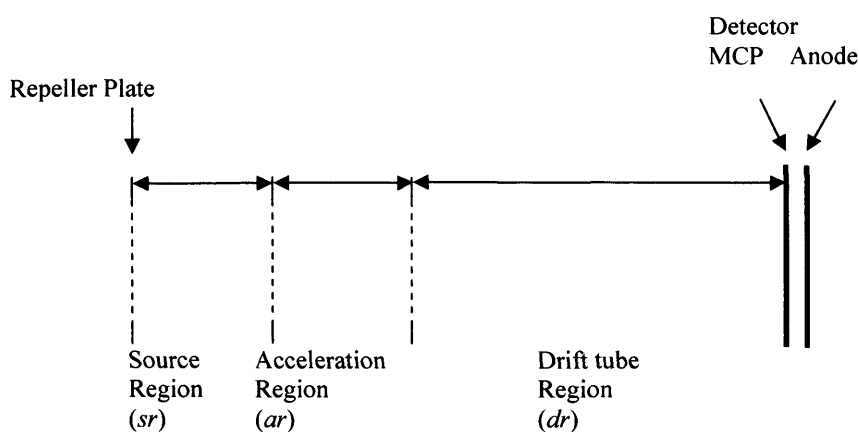 Detector
MCP Anode
Repeller Plate
Source
Region
(sr)
Acceleration
Region
(ar)
Drift tube
Region
(dr)